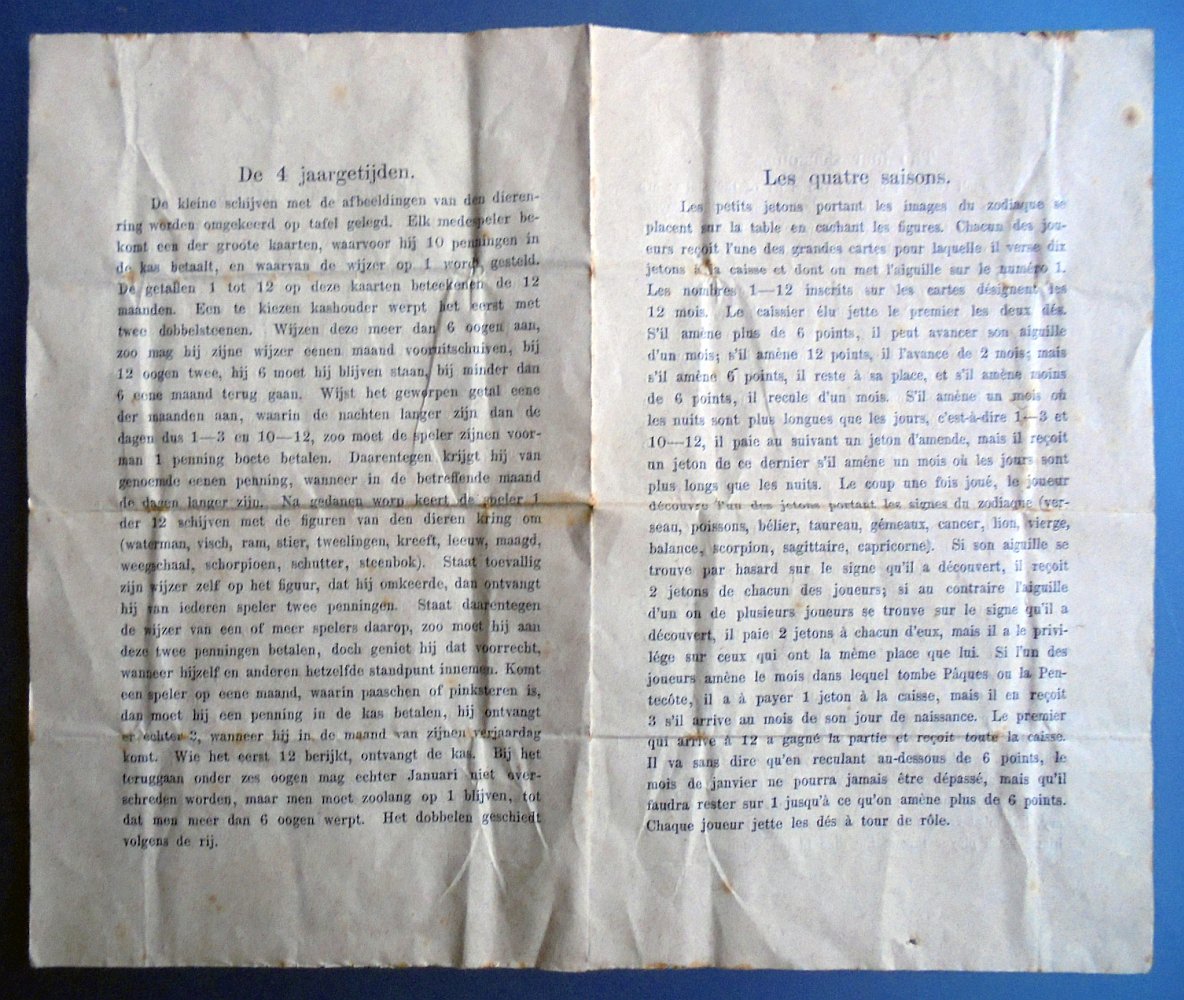 De 4 jaargetijden.
De kleine schijven met de afbeeldingen van den dieren-
ring worden omgekeerd op tafel gelegd. Elk medespeler be-
komt een der groote kaarten, waarvoor hij 10 penningen in
de kas betaalt, en waarvan de wijzer op 1 word gesteld.
De getallen 1 tot 12 op deze kaarten beteekenen de 12
maanden. Een te kiezen kashouder werpt het eerst met
twee dobbelsteenen. Wijzen deze meer dan 6 oogen aan,
zoo mag hij zijne wijzer eenen maand vooruitschuiven, bij
12 oogen twee, hij 6 moet hij blijven staan, bij minder dan
6 eene maand terug gaan. Wijst het geworpen getal eene
der maanden aan, waarin de nachten langer zijn dan de
dagen dus 1—3 en 10—12, zoo moet de speler zijnen voor-
man 1 penning boete betalen. Daarentegen krijgt hij van
genoemde eenen penning, wanneer in de betreffende maand
de dagen langer zijn. Na gedanen worp keert de speler 1
der 12 schijven met de figuren van den dieren kring om
(waterman, visch, ram, stier, tweelingen, kreeft, leeuw, maagd,
weegschaal, schorpioen, schutter, steenbok). Staat toevallig
zijn wijzer zelf op het figuur, dat hij omkeerde, dan ontvangt
hij van iederen speler twee penningen. Staat daarentegen
de wijzer van een of meer spelers daarop, zoo moet hij aan
deze twee penningen betalen, doch geniet hij dat voorrecht,
wanneer hijzelf en anderen hetzelfde standpunt innemen. Komt
een speler op eene maand, waarin paaschen of pinksteren is,
dan moet hij een penning in de kas betalen, hij ontvangt
er echter 3, wanneer hij in de maand van zijnen verjaardag
komt. Wie het eerst 12 berijkt, ontvangt de kas. Bij het
teruggaan onder zes oogen mag echter Januari niet over-
schreden worden, maar men moet zoolang op 1 blijven, tot
dat men meer dan 6 oogen werpt. Het dobbelen geschiedt
volgens de rij.
Les quatre saisons.
Les petits jetons portant les images du zodiaque se
placent sur la table en cachant les figures. Chacun des jou-
eurs reçoit l'une des grandes cartes pour laquelle il verse dix
jetons à la caisse et dont on met l'aiguille sur le numéro 1.
Les nombres 1—12 inscrits sur les cartes désignent les
12 mois. Le caissier élu jette le premier les deux dés.
S'il amène plus de 6 points, il peut avancer son aiguille
d'un mois; s'il amène 12 points, il l'avance de 2 mois; mais
s'il amène 6 points, il reste à sa place, et s'il amène moins
de 6 points, il recule d'un mois. S'il amène un mois où
les nuits sont plus longues que les jours, c'est-à-dire 1—3 et
10—12, il paie au suivant un jeton d'amende, mais il reçoit
un jeton de ce dernier s'il amène un mois où les jours sont
plus longs que les nuits. Le coup une fois joué, le joueur
découvre l'un des jetons portant les signes du zodiaque (ver-
seau, poissons, bélier, taureau, gémeaux, cancer, lion, vierge,
balance, scorpion, sagittaire, capricorne). Si son aiguille se
trouve par hasard sur le signe qu'il a découvert, il reçoit
2 jetons de chacun des joueurs; si au contraire l'aiguille
d'un on de plusieurs joueurs se trouve sur le signe qu'il a
découvert, il paie 2 jetons à chacun d'eux, mais il a le privi-
lége sur ceux qui ont la même place que lui. Si l'un des
joueurs amène le mois dans lequel tombe Pâques ou la Pen-
tecôte, il a à payer 1 jeton à la caisse, mais il en reçoit
3 s'il arrive au mois de son jour de naissance. Le premier
qui arrive à 12 a gagné la partie et reçoit toute la caisse.
Il va sans dire qu'en reculant au-dessous de 6 points, le
mois de janvier ne pourra jamais être dépassé, mais qu'il
faudra rester sur 1 jusqu'à ce qu'on amène plus de 6 points.
Chaque joueur jette les dés à tour de rôle.